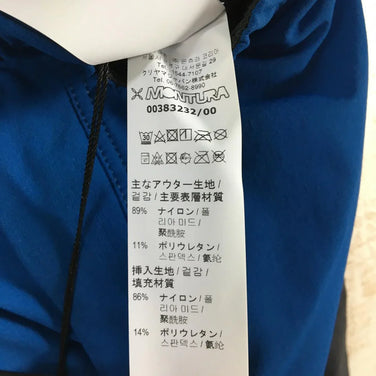 Tel
544-7107
MONTURA
00383232/00
30
主なアウター生地/
겉감/主要表層材質
89% ナイロン/폴
리아미드/
聚酰胺
11% ポリウレタン/
스판덱스/氨纶
挿入生地/겉감/
填充材質
86% ナイロン/폴
리아미드/
聚酰胺
14% ポリウレタン/
스판덱스/氨纶